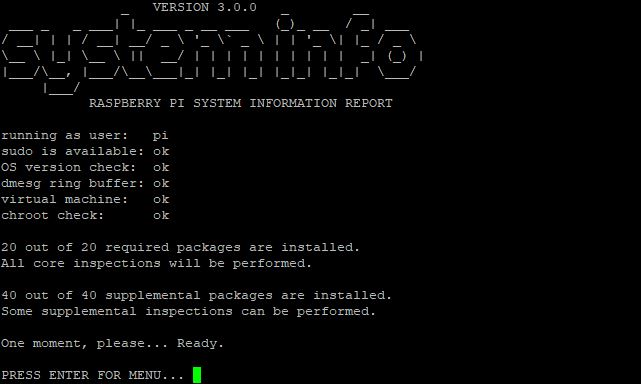 VERSION 3.0.0
system info
RASPBERRY PI SYSTEM INFORMATION REPORT
running as user: pi
sudo is available: ok
OS version check: ok
dmesg ring buffer: ok
virtual machine: ok
chroot check: ok
20 out of 20 required packages are installed.
All core inspections will be performed.
40 out of 40 supplemental packages are installed.
Some supplemental inspections can be performed.
One moment, please... Ready.
PRESS ENTER FOR MENU...